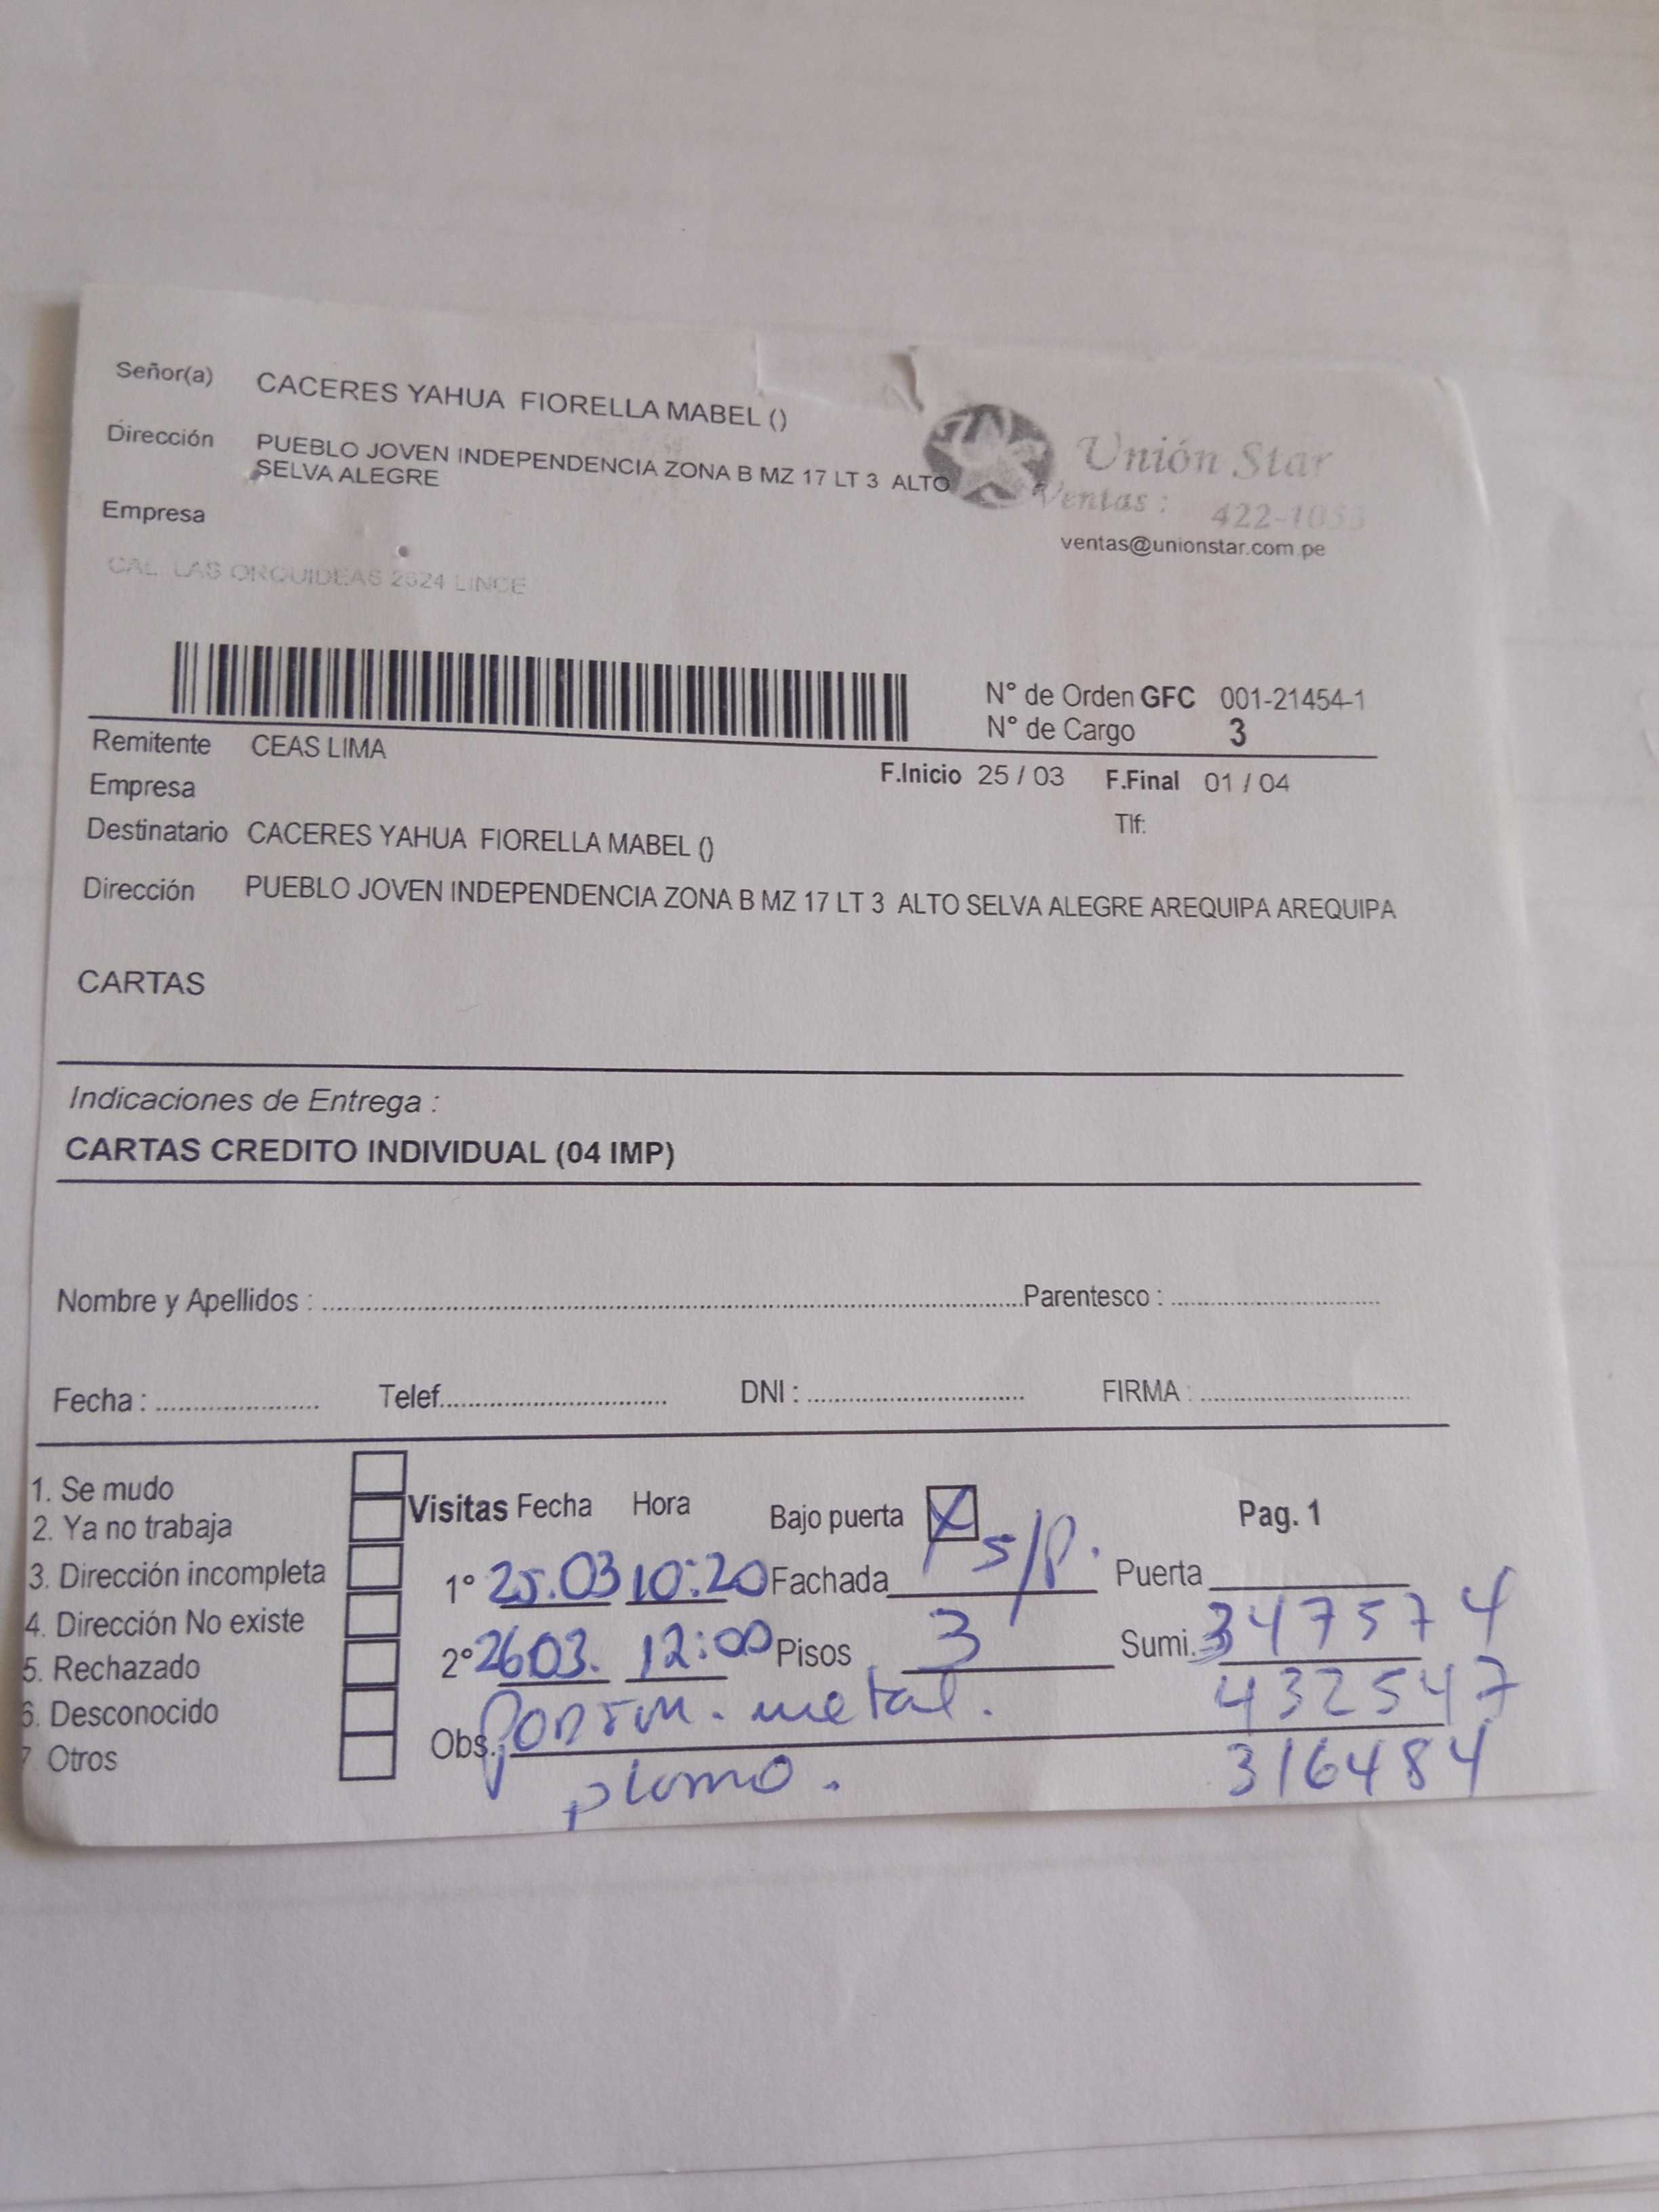 Señor(a) CACERES YAHUA FIORELLA MABEL ()
Dirección PUEBLO JOVEN INDEPENDENCIA ZONA B MZ 17 LT 3 ALTO
SELVA ALEGRE
Empresa
CAL. LAS ORQUIDEAS 2624 LINCE
Unión Star
Ventas : 422-1033
ventas@unionstar.com.pe
N° de Orden GFC 001-21454-1
N° de Cargo 3
Remitente CEAS LIMA
F.Inicio 25 / 03 F.Final 01 / 04
Empresa
Tlf:
Destinatario CACERES YAHUA FIORELLA MABEL ()
Dirección PUEBLO JOVEN INDEPENDENCIA ZONA B MZ 17 LT 3 ALTO SELVA ALEGRE AREQUIPA AREQUIPA
CARTAS
Indicaciones de Entrega :
CARTAS CREDITO INDIVIDUAL (04 IMP)
Nombre y Apellidos : Parentesco :
Fecha : Telef. DNI : FIRMA :
1. Se mudo
2. Ya no trabaja
3. Dirección incompleta
4. Dirección No existe
5. Rechazado
6. Desconocido
7 Otros
Visitas Fecha Hora Bajo puerta X Pag. 1
1° 25.03 10:20 Fachada s/p. Puerta
2° 2603. 12:00 Pisos 3 Sumi. 347574
432547
316484
Obs.: metal.
plomo.